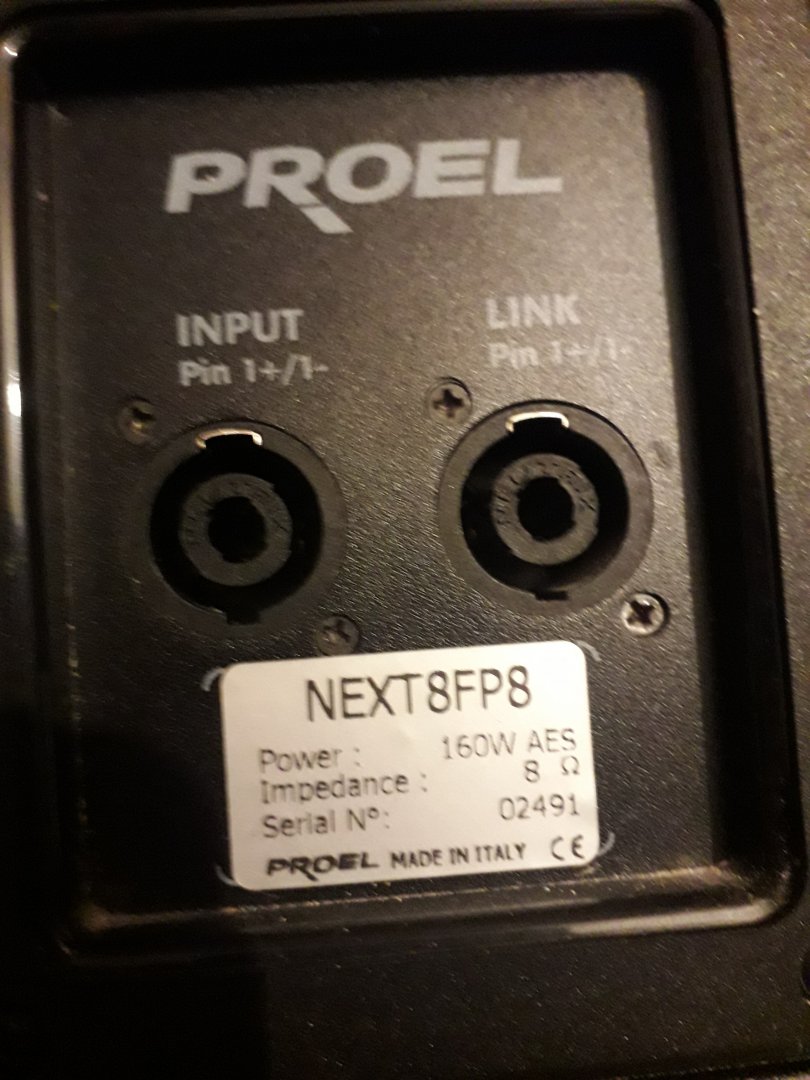 PROEL
INPUT
Pin 1+/1-
LINK
Pin 1+/1-
NEXT8FP8
Power : 160W AES
Impedance : 8 Ω
Serial N°: 02491
PROEL MADE IN ITALY CE